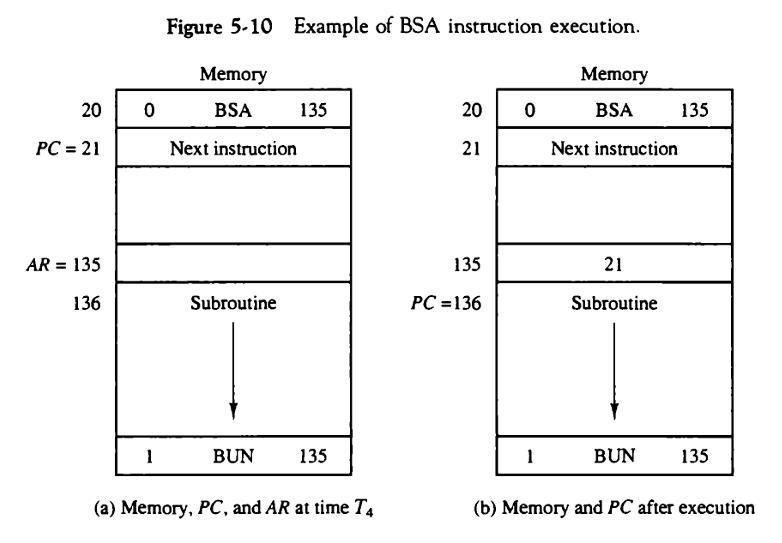 Figure 5-10 Example of BSA instruction execution.
Memory
20 0 BSA 135
PC = 21 Next instruction
AR = 135
136 Subroutine
1 BUN 135
(a) Memory, PC, and AR at time T4
Memory
20 0 BSA 135
21 Next instruction
135 21
PC =136 Subroutine
1 BUN 135
(b) Memory and PC after execution